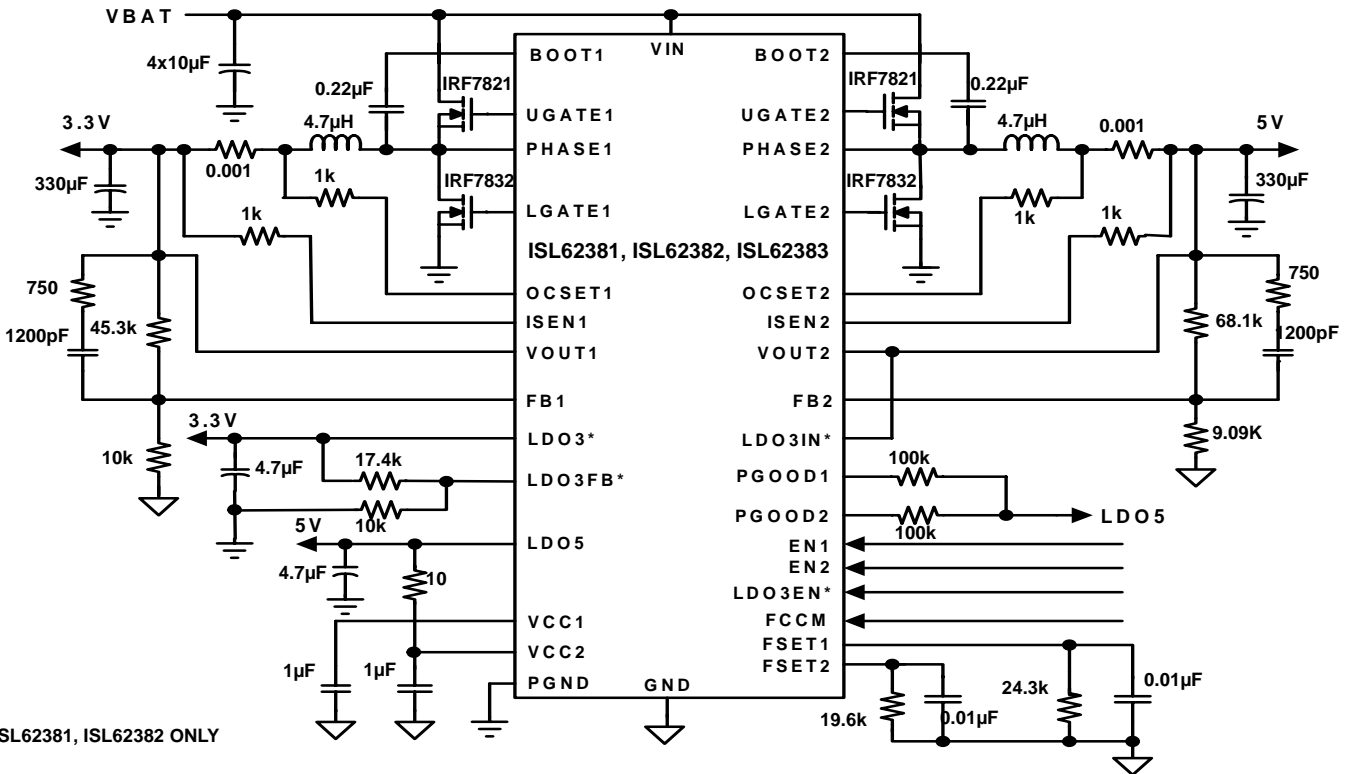 VBAT
4x10µF
0.22µF
IRF7821
3.3V
4.7µH
330µF
0.001
1k
1k
IRF7832
750
1200pF
45.3k
10k
3.3V
4.7µF
17.4k
10k
5V
4.7µF
10
1µF
1µF
BOOT1
UGATE1
PHASE1
LGATE1
VIN
ISL62381, ISL62382, ISL62383
OCSET1
ISEN1
VOUT1
FB1
LDO3*
LDO3FB*
LDO5
VCC1
VCC2
PGND
GND
BOOT2
UGATE2
PHASE2
LGATE2
OCSET2
ISEN2
VOUT2
FB2
LDO3IN*
PGOOD1
PGOOD2
EN1
EN2
LDO3EN*
FCCM
FSET1
FSET2
IRF7821
0.22µF
4.7µH
0.001
5V
IRF7832
1k
1k
330µF
750
68.1k
1200pF
9.09K
100k
100k
LDO5
19.6k
0.01µF
24.3k
0.01µF
SL62381, ISL62382 ONLY